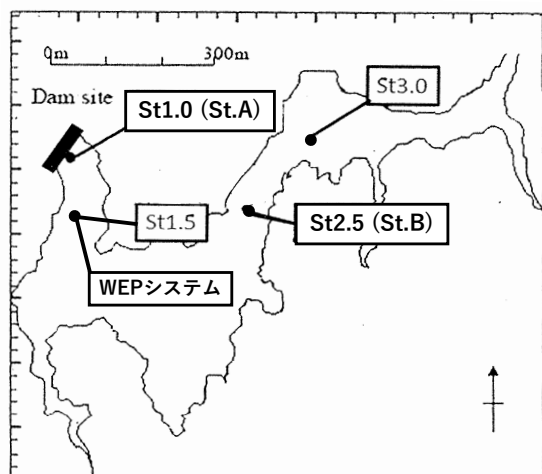 0m 300m
Dam site
St1.0 (St.A)
St3.0
St1.5
St2.5 (St.B)
WEPシステム